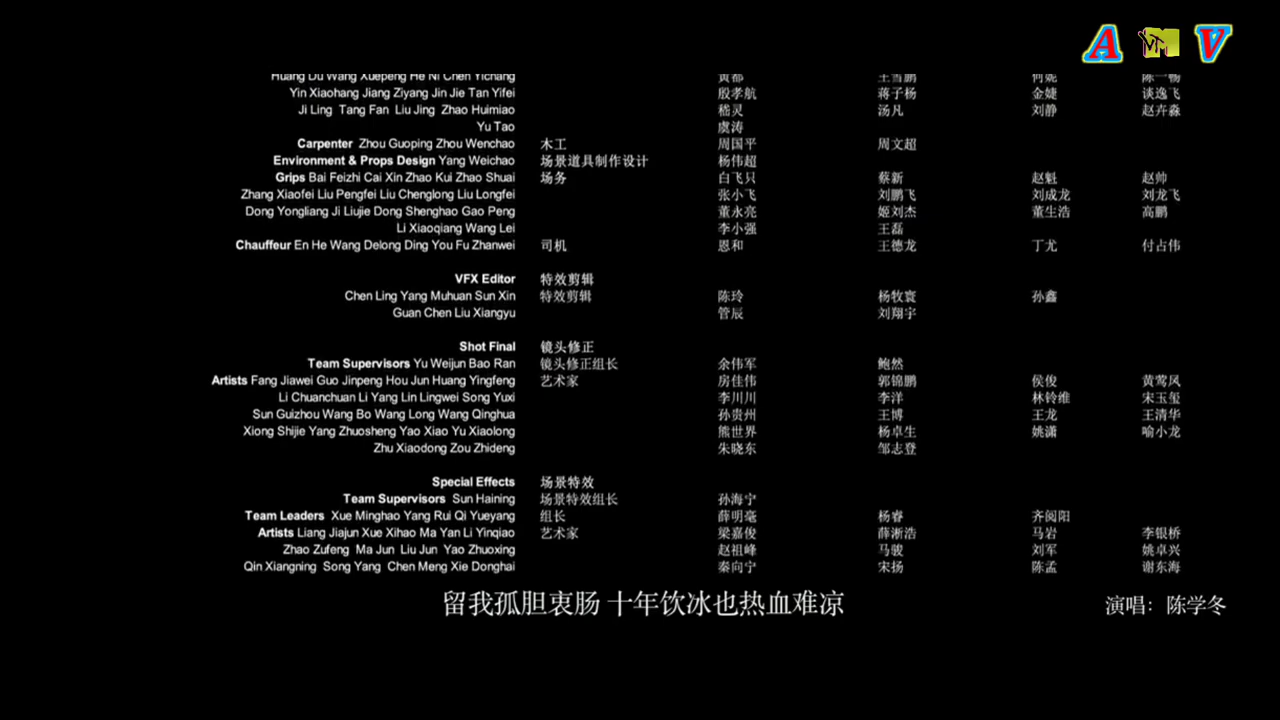 A MTV V
Huang Du Wang Xuepeng He Ni Chen Yichang 黄都 王雪鹏 何妮 陈一畅
Yin Xiaohang Jiang Ziyang Jin Jie Tan Yifei 殷孝航 蒋子杨 金婕 谈逸飞
Ji Ling Tang Fan Liu Jing Zhao Huimiao 嵇灵 汤凡 刘静 赵卉淼
Yu Tao 虞涛
Carpenter Zhou Guoping Zhou Wenchao 木工 周国平 周文超
Environment & Props Design Yang Weichao 场景道具制作设计 杨伟超
Grips Bai Feizhi Cai Xin Zhao Kui Zhao Shuai 场务 白飞只 蔡新 赵魁 赵帅
Zhang Xiaofei Liu Pengfei Liu Chenglong Liu Longfei 张小飞 刘鹏飞 刘成龙 刘龙飞
Dong Yongliang Ji Liujie Dong Shenghao Gao Peng 董永亮 姬刘杰 董生浩 高鹏
Li Xiaoqiang Wang Lei 李小强 王磊
Chauffeur En He Wang Delong Ding You Fu Zhanwei 司机 恩和 王德龙 丁尤 付占伟
VFX Editor 特效剪辑
Chen Ling Yang Muhuan Sun Xin 特效剪辑 陈玲 杨牧寰 孙鑫
Guan Chen Liu Xiangyu 管辰 刘翔宇
Shot Final 镜头修正
Team Supervisors Yu Weijun Bao Ran 镜头修正组长 余伟军 鲍然
Artists Fang Jiawei Guo Jinpeng Hou Jun Huang Yingfeng 艺术家 房佳伟 郭锦鹏 侯俊 黄莺凤
Li Chuanchuan Li Yang Lin Lingwei Song Yuxi 李川川 李洋 林铃维 宋玉玺
Sun Guizhou Wang Bo Wang Long Wang Qinghua 孙贵州 王博 王龙 王清华
Xiong Shijie Yang Zhuosheng Yao Xiao Yu Xiaolong 熊世界 杨卓生 姚潇 喻小龙
Zhu Xiaodong Zou Zhideng 朱晓东 邹志登
Special Effects 场景特效
Team Supervisors Sun Haining 场景特效组长 孙海宁
Team Leaders Xue Minghao Yang Rui Qi Yueyang 组长 薛明毫 杨睿 齐阅阳
Artists Liang Jiajun Xue Xihao Ma Yan Li Yinqiao 艺术家 梁嘉俊 薛淅浩 马岩 李银桥
Zhao Zufeng Ma Jun Liu Jun Yao Zhuoxing 赵祖峰 马骏 刘军 姚卓兴
Qin Xiangning Song Yang Chen Meng Xie Donghai 秦向宁 宋扬 陈孟 谢东海
留我孤胆衷肠 十年饮冰也热血难凉 演唱：陈学冬